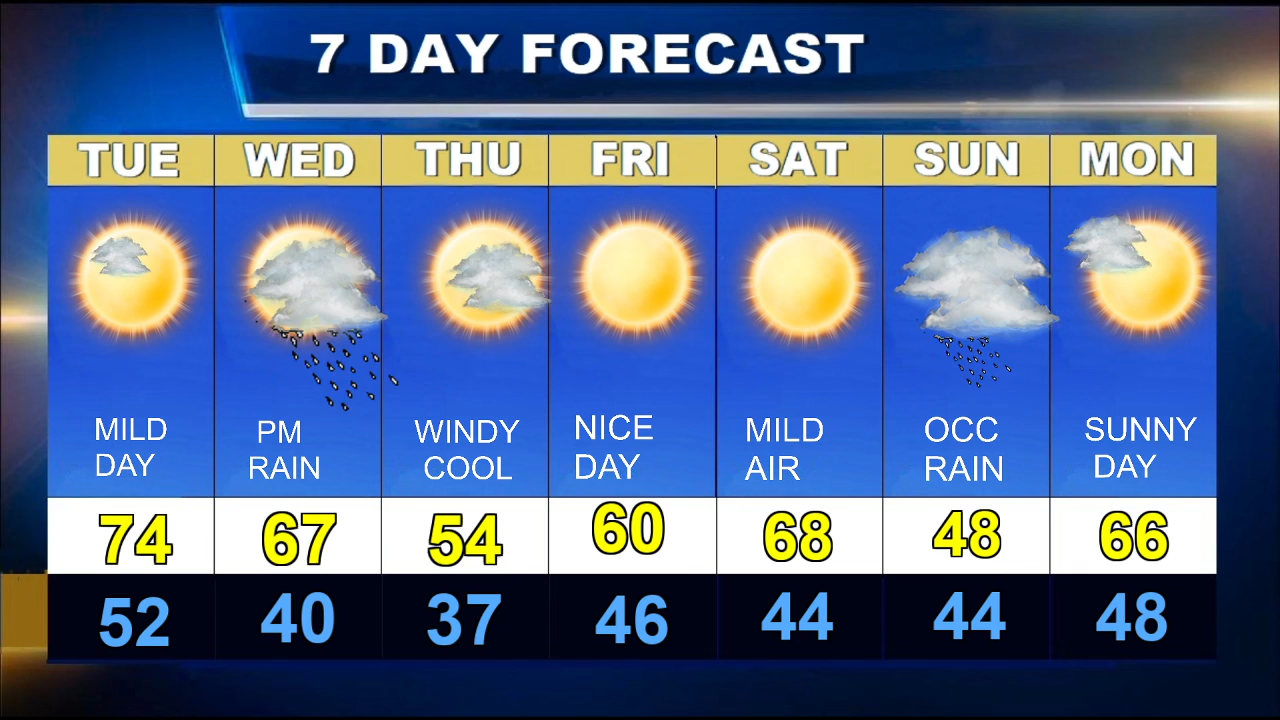 7 DAY FORECAST
TUE WED THU FRI SAT SUN MON
MILD PM WINDY NICE MILD OCC SUNNY
DAY RAIN COOL DAY AIR RAIN DAY
74 67 54 60 68 48 66
52 40 37 46 44 44 48